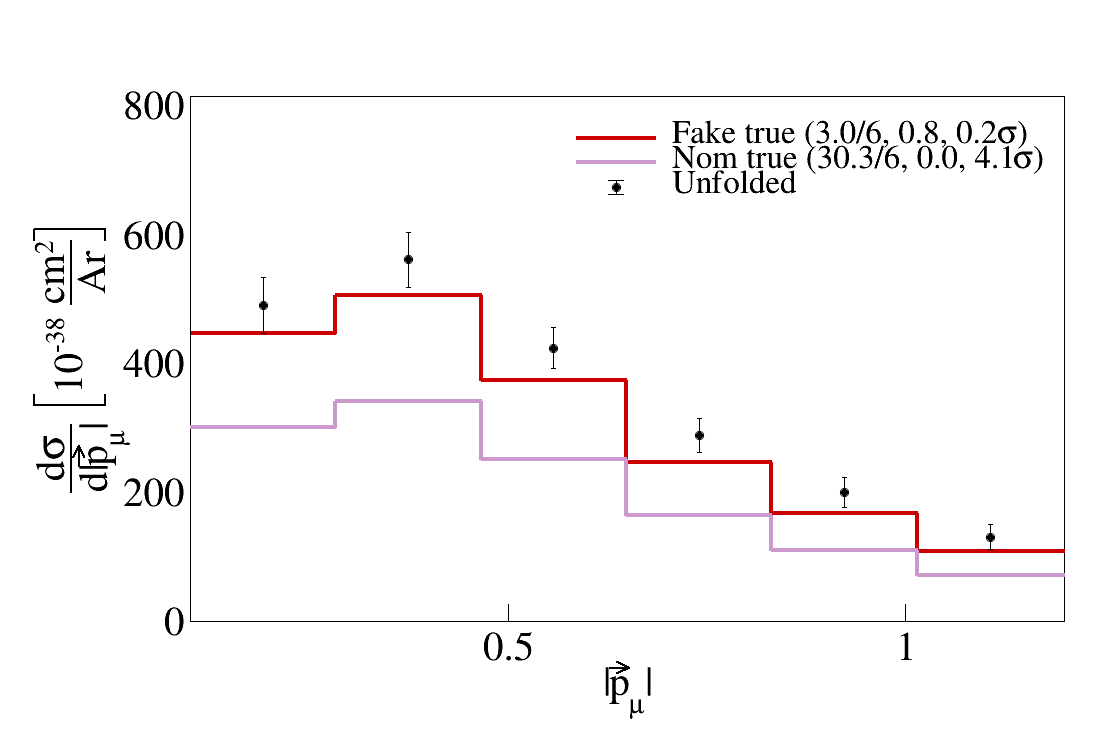 800
600
400
200
0
0.5
1
Fake true (3.0/6, 0.8, 0.2σ)
Nom true (30.3/6, 0.0, 4.1σ)
Unfolded
dσ/d|p⃗μ| [10⁻³⁸ cm²/Ar]
|p⃗μ|